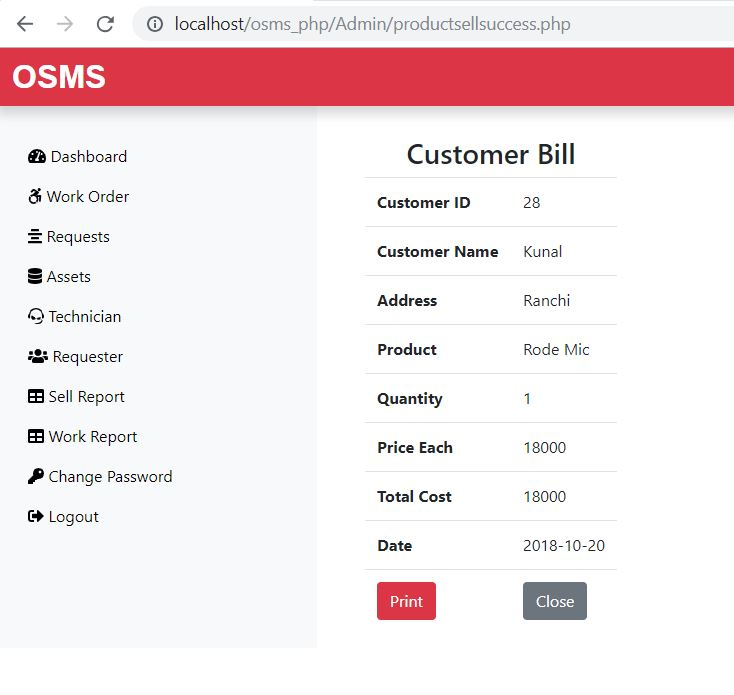 localhost/osms_php/Admin/productsellsuccess.php
OSMS
Dashboard
Work Order
Requests
Assets
Technician
Requester
Sell Report
Work Report
Change Password
Logout
Customer Bill
Customer ID 28
Customer Name Kunal
Address Ranchi
Product Rode Mic
Quantity 1
Price Each 18000
Total Cost 18000
Date 2018-10-20
Print Close